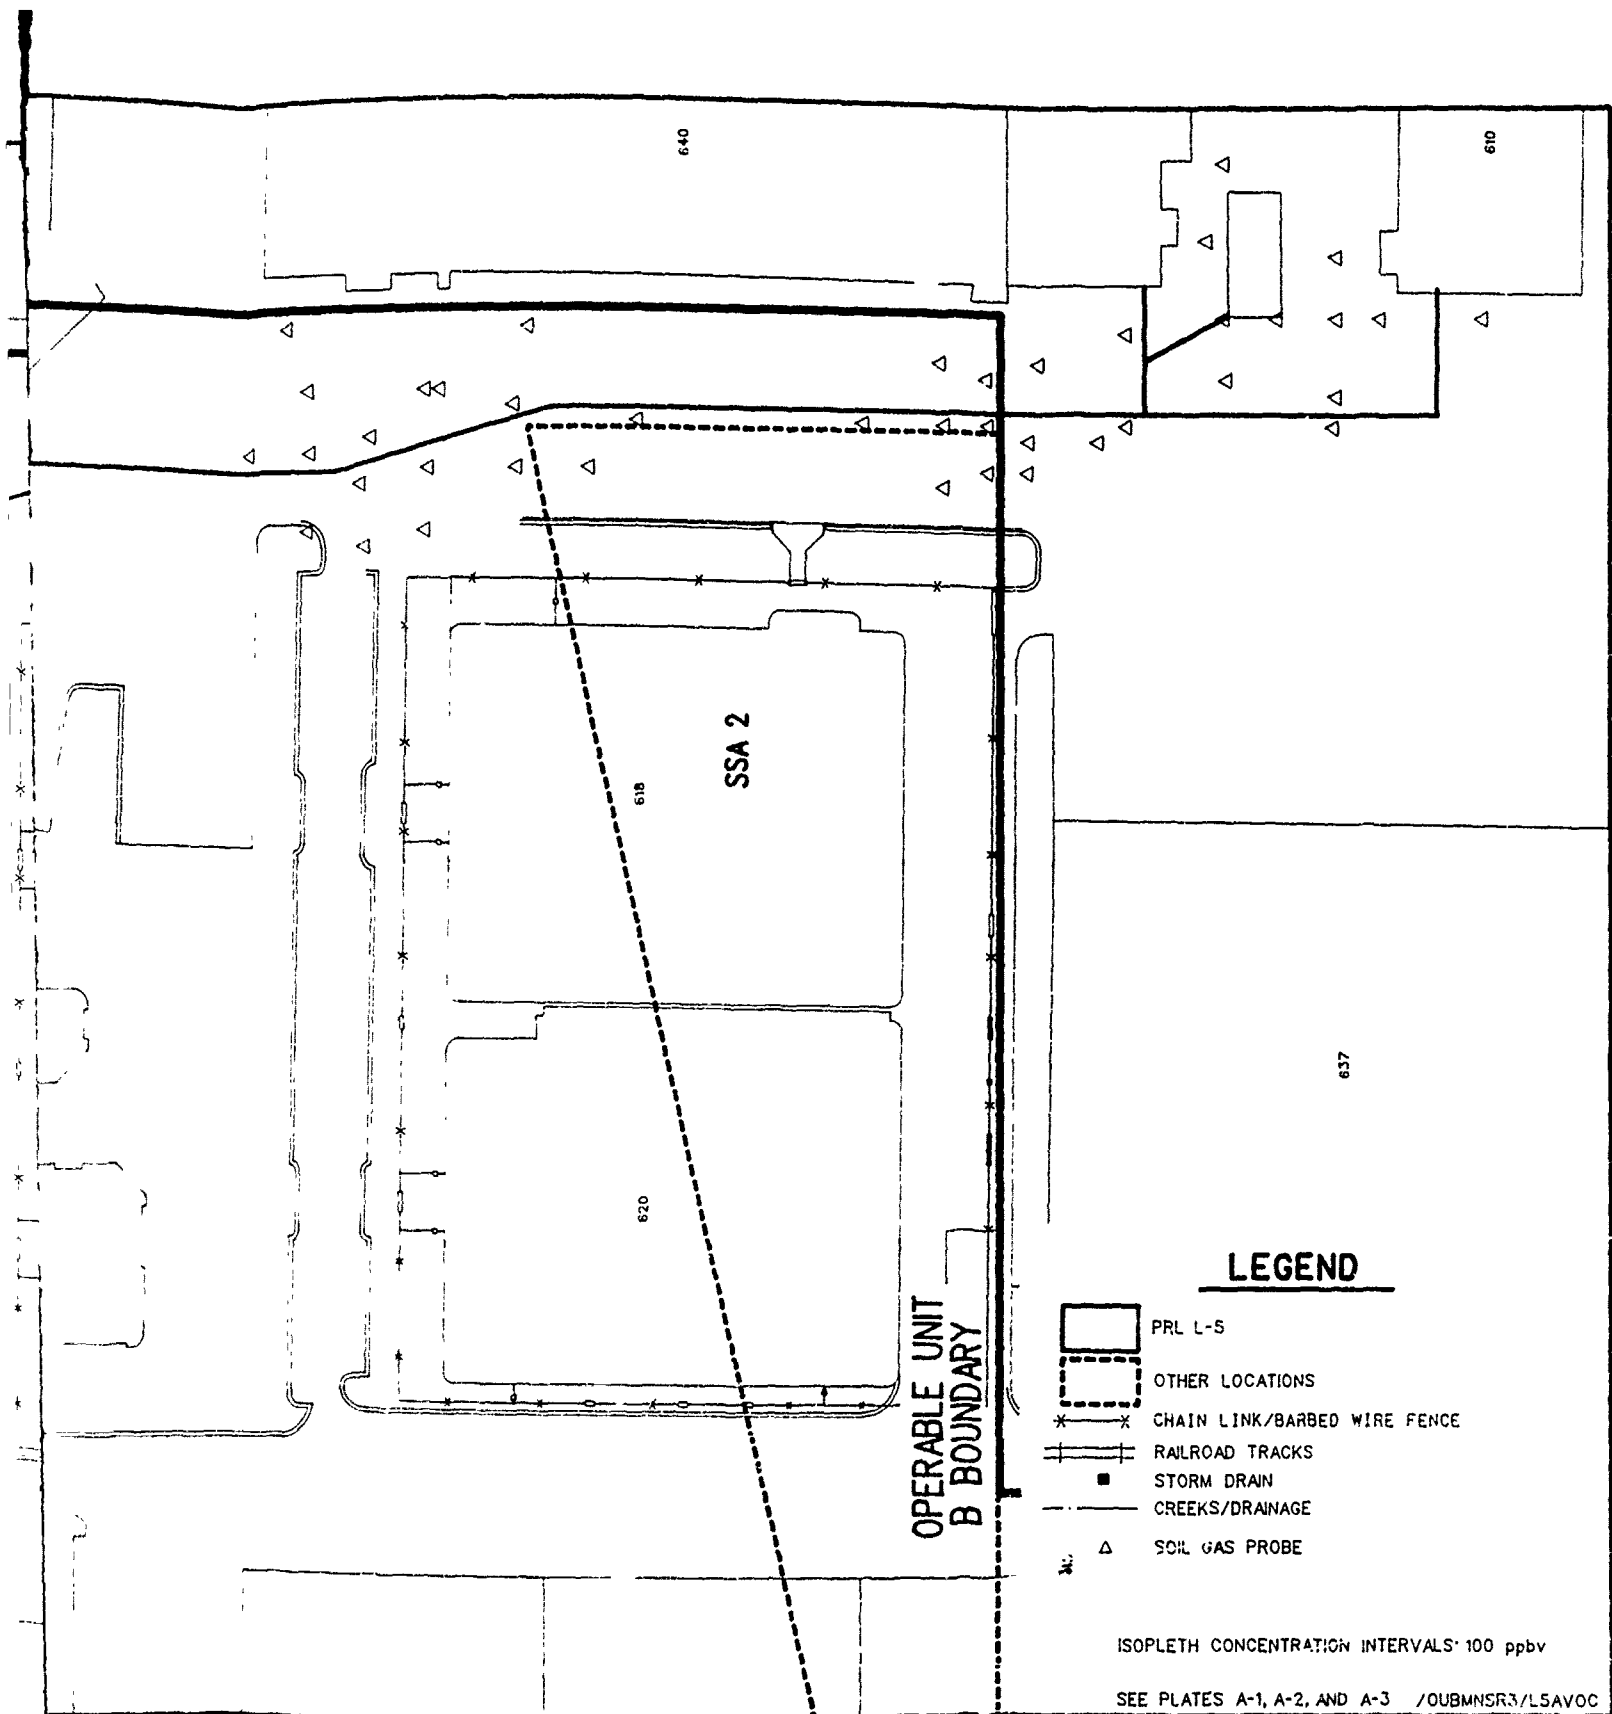 640
610
SSA 2
618
637
620
OPERABLE UNIT
B BOUNDARY
LEGEND
PRL L-5
OTHER LOCATIONS
CHAIN LINK/BARBED WIRE FENCE
RAILROAD TRACKS
STORM DRAIN
CREEKS/DRAINAGE
SOIL GAS PROBE
ISOPLETH CONCENTRATION INTERVALS: 100 ppbv
SEE PLATES A-1, A-2, AND A-3 /OUBMNSR3/L5AVOC